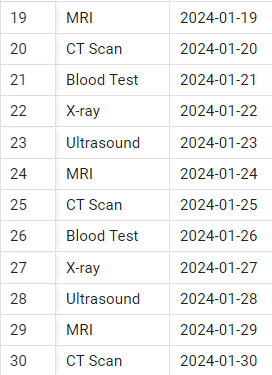 19 MRI 2024-01-19
20 CT Scan 2024-01-20
21 Blood Test 2024-01-21
22 X-ray 2024-01-22
23 Ultrasound 2024-01-23
24 MRI 2024-01-24
25 CT Scan 2024-01-25
26 Blood Test 2024-01-26
27 X-ray 2024-01-27
28 Ultrasound 2024-01-28
29 MRI 2024-01-29
30 CT Scan 2024-01-30